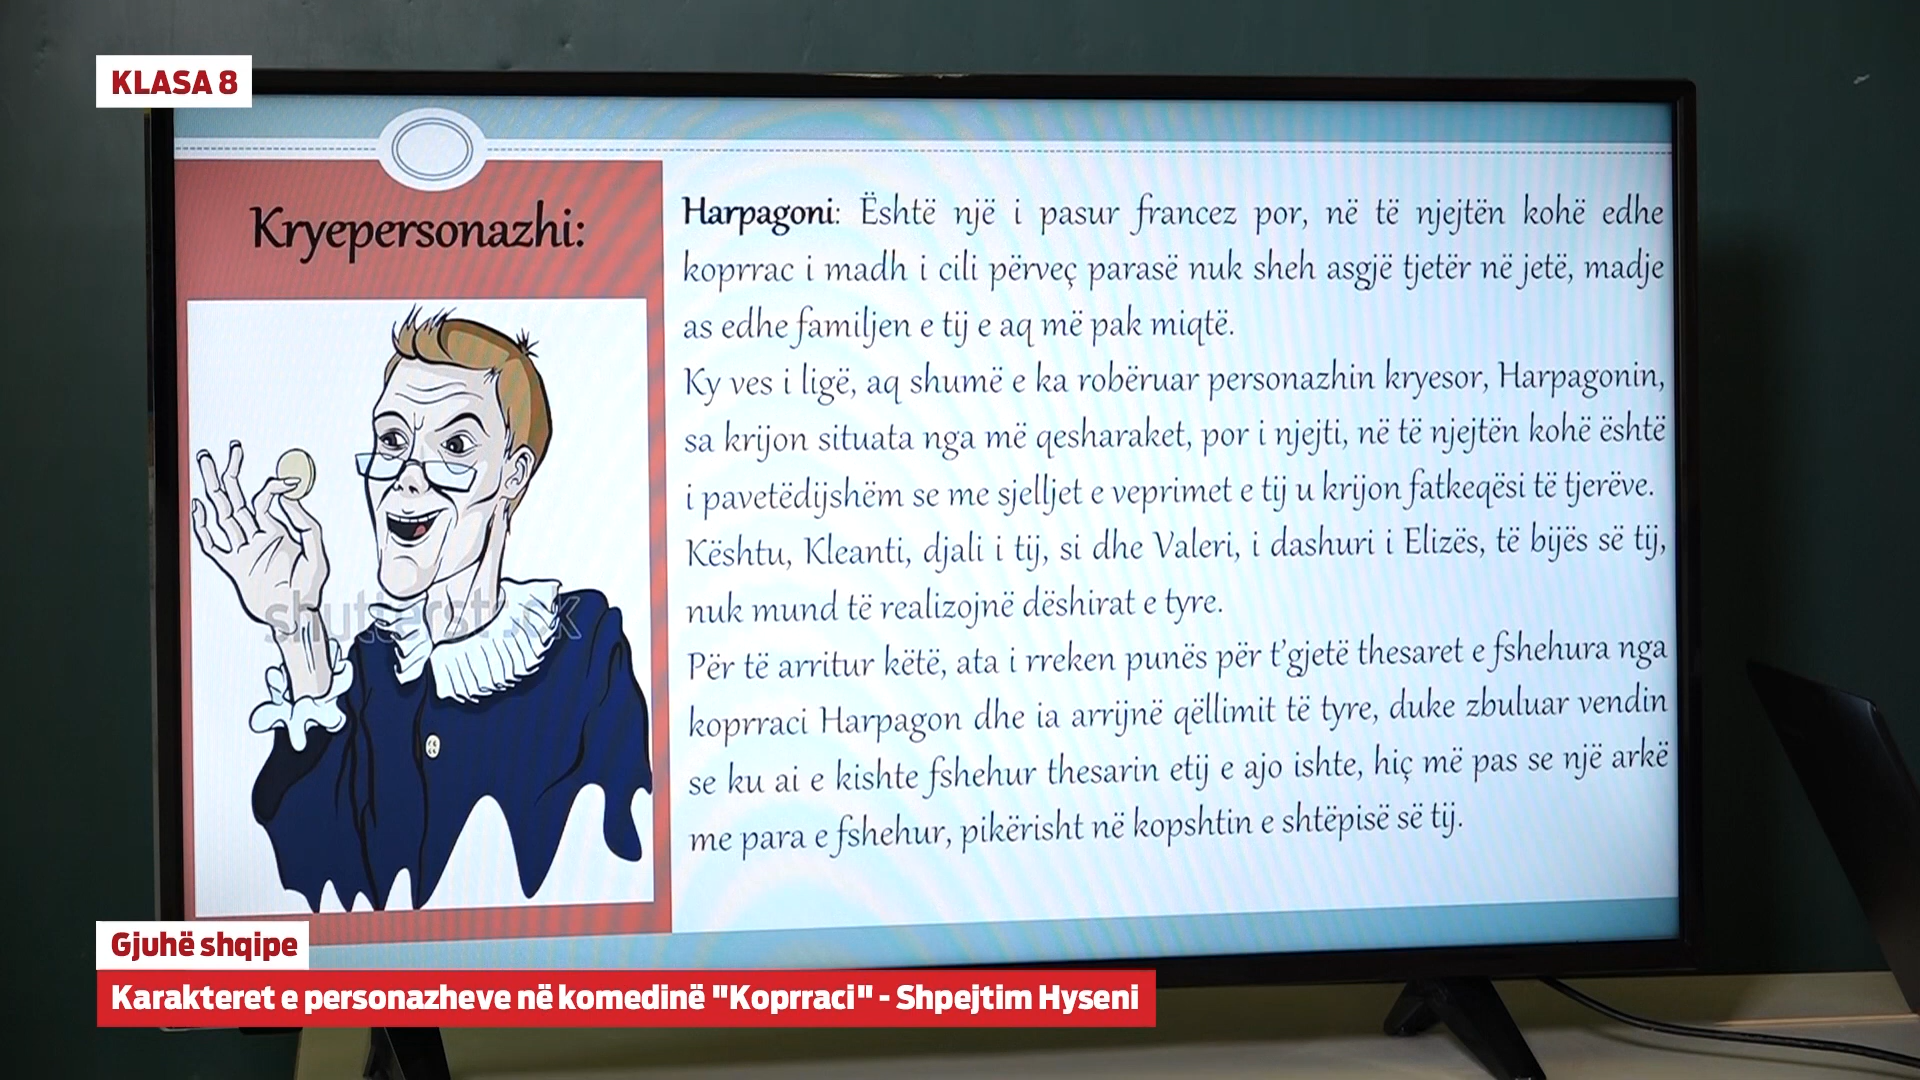 KLASA 8
Kryepersonazhi:
Harpagoni: Është një i pasur francez por, në të njejtën kohë edhe
koprrac i madh i cili përveç parasë nuk sheh asgjë tjetër në jetë, madje
as edhe familjen e tij e aq më pak miqtë.
Ky ves i ligë, aq shumë e ka robëruar personazhin kryesor, Harpagonin,
sa krijon situata nga më qesharaket, por i njejti, në të njejtën kohë është
i pavetëdijshëm se me sjelljet e veprimet e tij u krijon fatkeqësi të tjerëve.
Kështu, Kleanti, djali i tij, si dhe Valeri, i dashuri i Elizës, të bijës së tij,
nuk mund të realizojnë dëshirat e tyre.
Për të arritur këtë, ata i rreken punës për t'gjetë thesaret e fshehura nga
koprraci Harpagon dhe ia arrijnë qëllimit të tyre, duke zbuluar vendin
se ku ai e kishte fshehur thesarin etij e ajo ishte, hiç më pas se një arkë
me para e fshehur, pikërisht në kopshtin e shtëpisë së tij.
shutterstock
Gjuhë shqipe
Karakteret e personazheve në komedinë "Koprraci" - Shpejtim Hyseni